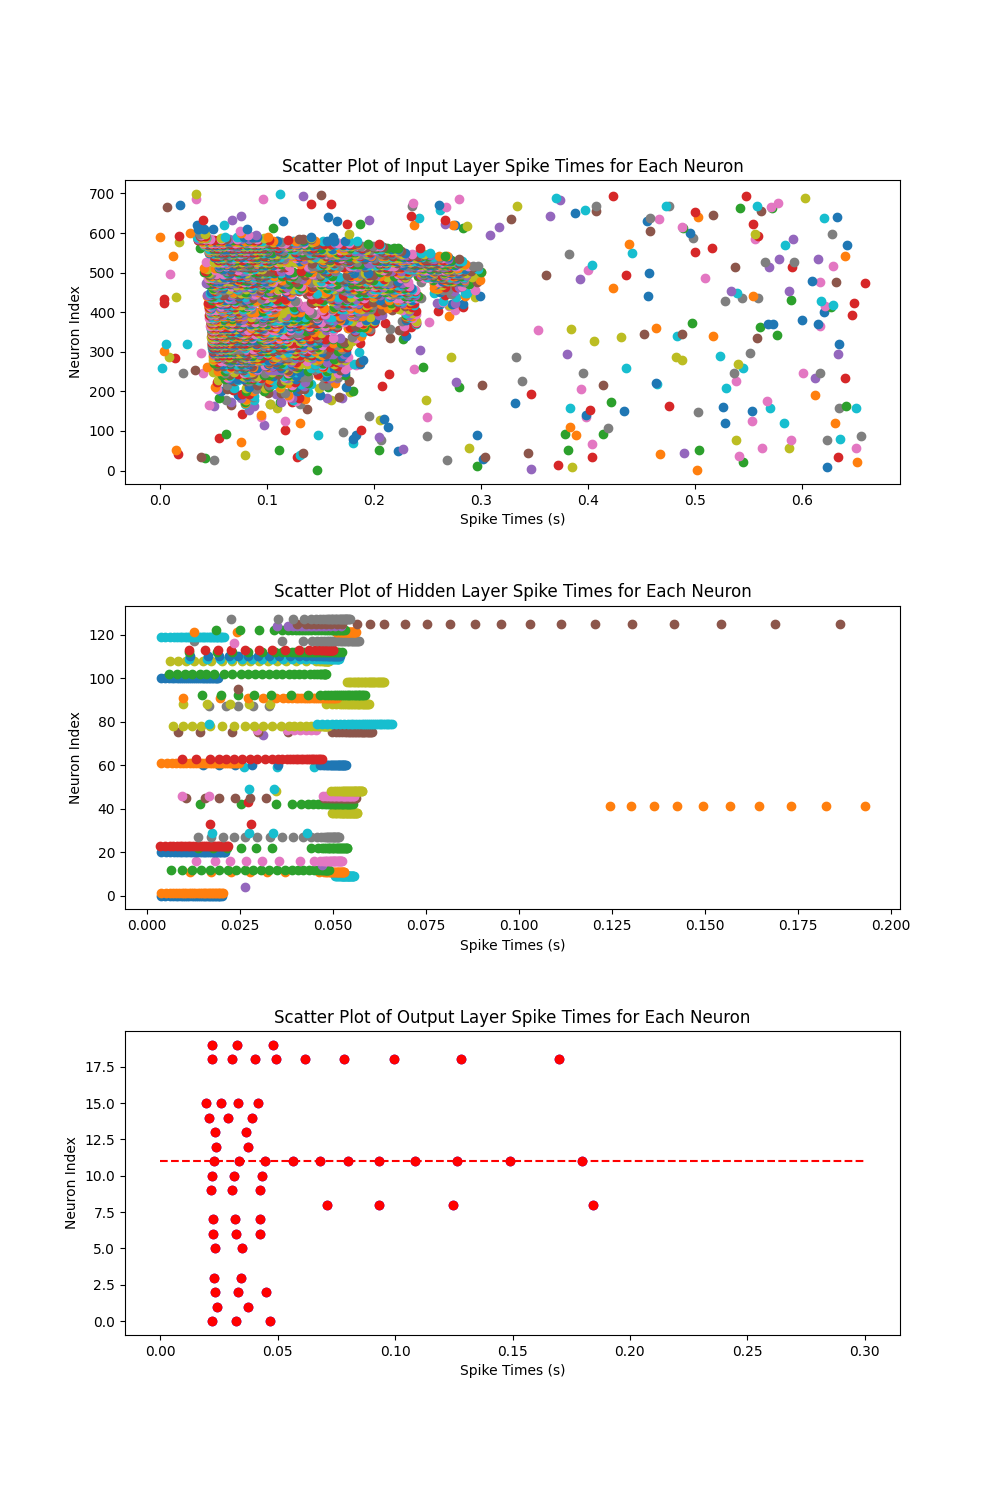 Scatter Plot of Input Layer Spike Times for Each Neuron
700
600
500
400
300
200
100
0
Neuron Index
0.0 0.1 0.2 0.3 0.4 0.5 0.6
Spike Times (s)
Scatter Plot of Hidden Layer Spike Times for Each Neuron
120
100
80
60
40
20
0
Neuron Index
0.000 0.025 0.050 0.075 0.100 0.125 0.150 0.175 0.200
Spike Times (s)
Scatter Plot of Output Layer Spike Times for Each Neuron
17.5
15.0
12.5
10.0
7.5
5.0
2.5
0.0
Neuron Index
0.00 0.05 0.10 0.15 0.20 0.25 0.30
Spike Times (s)